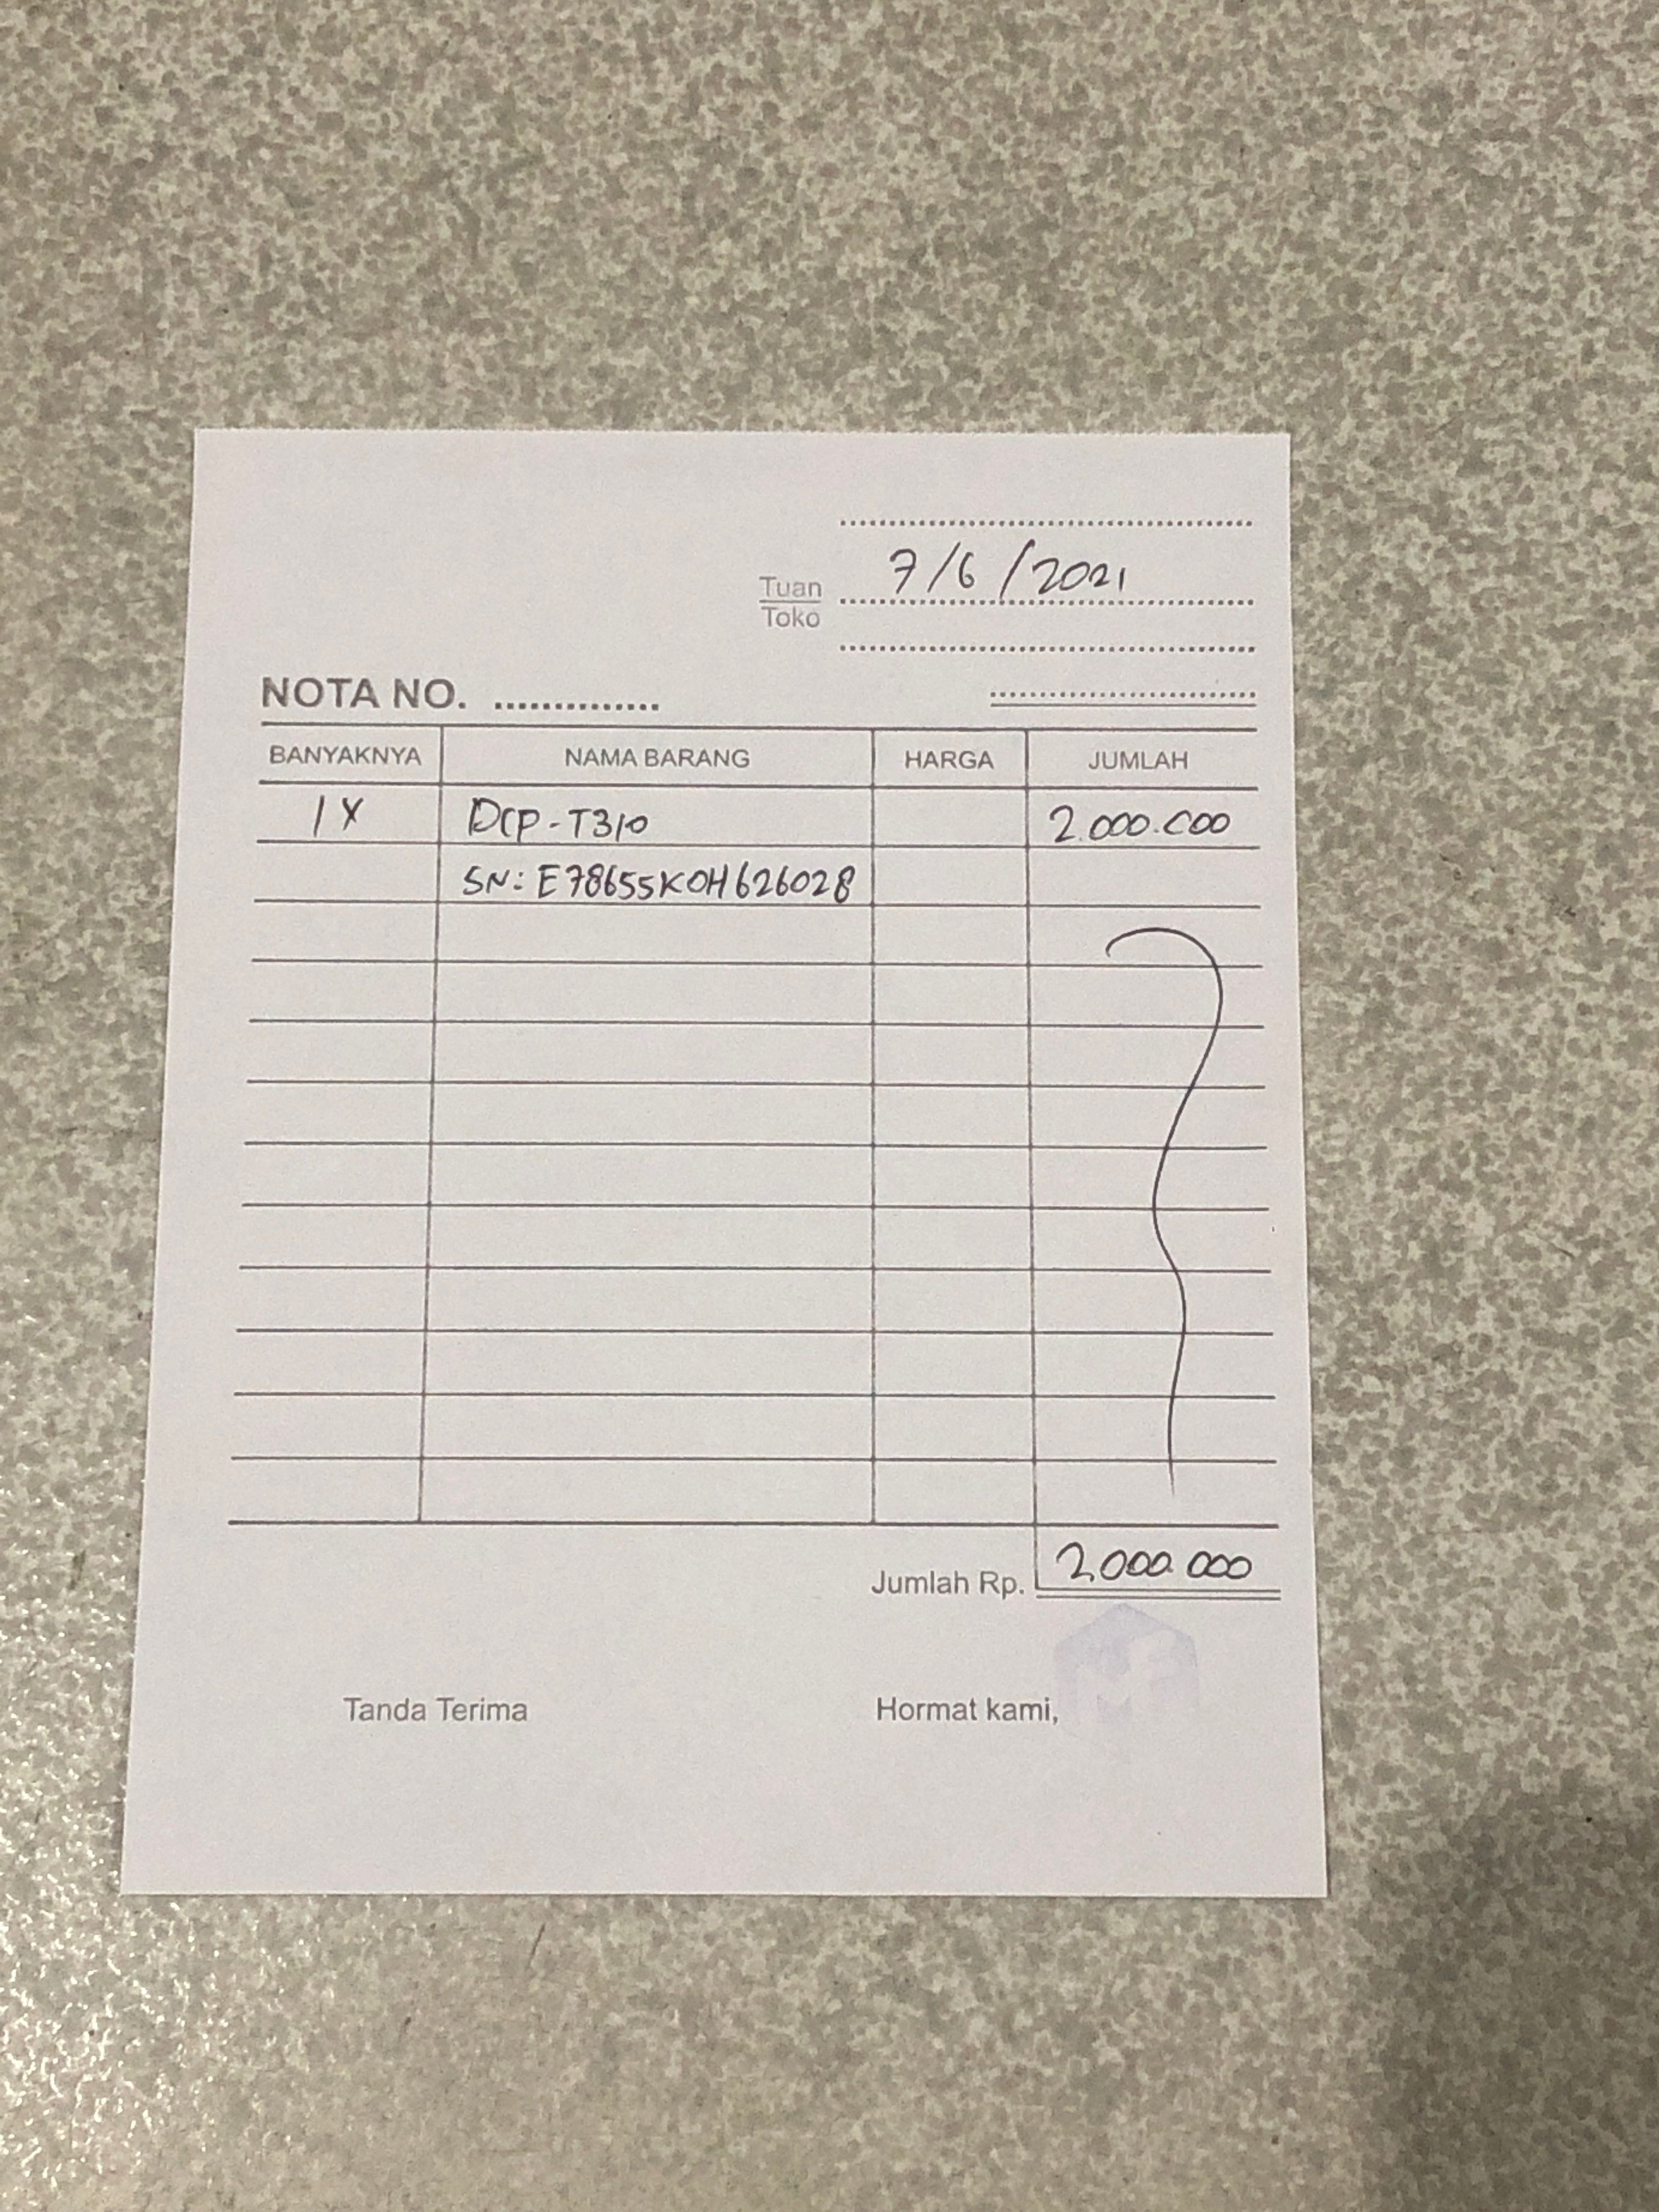 7/6/2021
Tuan
Toko
NOTA NO. ..............
BANYAKNYA NAMA BARANG HARGA JUMLAH
1X DCP-T310 2.000.000
SN: E78655K0H626028
Jumlah Rp. 2.000.000
Tanda Terima Hormat kami,